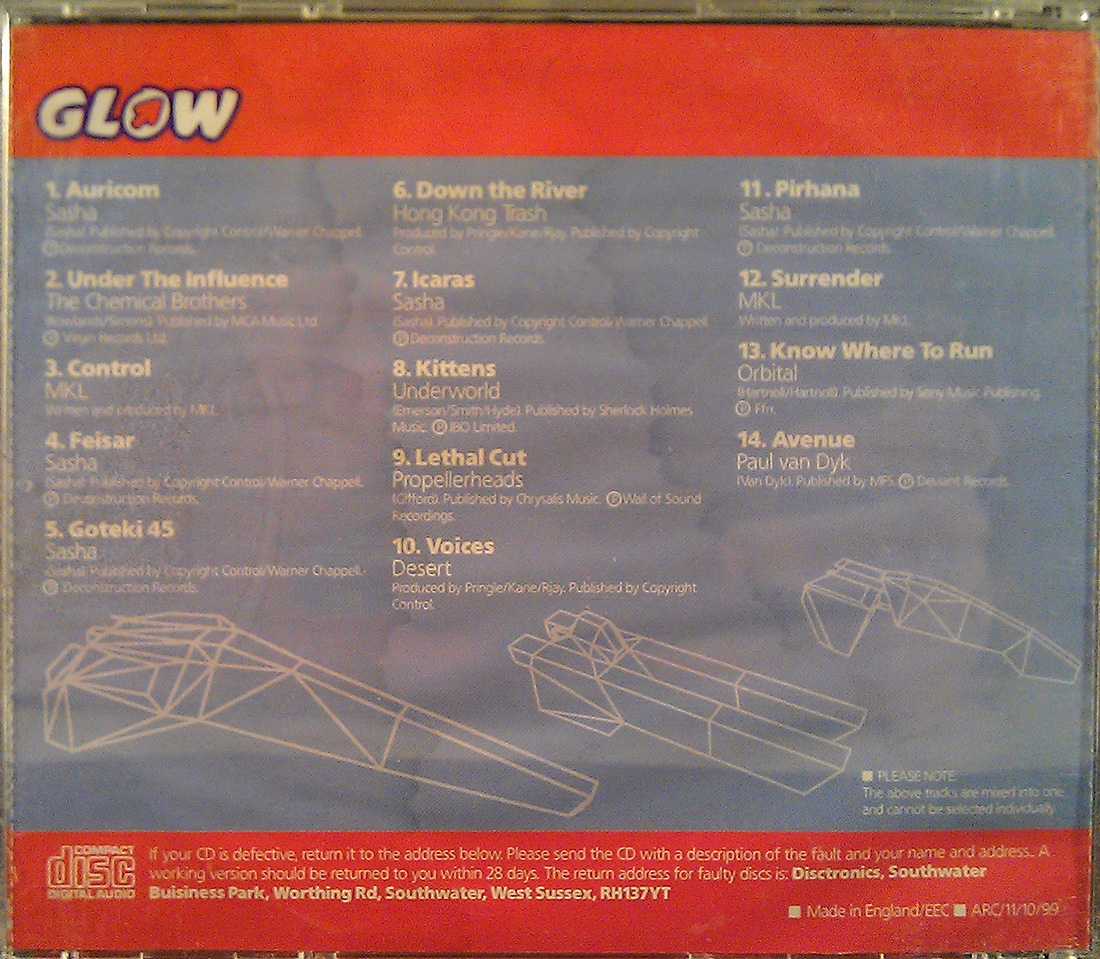 GLOW
1. Auricom
Sasha
(Sasha). Published by Copyright Control/Warner Chappell.
Ⓟ Deconstruction Records.
2. Under The Influence
The Chemical Brothers
(Rowlands/Simons). Published by MCA Music Ltd.
Virgin Records Ltd.
3. Control
MKL
Written and produced by MKL.
4. Feisar
Sasha
(Sasha). Published by Copyright Control/Warner Chappell.
Ⓟ Deconstruction Records.
5. Goteki 45
Sasha
(Sasha). Published by Copyright Control/Warner Chappell.
Deconstruction Records.
6. Down the River
Hong Kong Trash
Produced by Pringle/Kane/Rjay. Published by Copyright
Control.
7. Icaras
Sasha
(Sasha). Published by Copyright Control/Warner Chappell.
Ⓟ Deconstruction Records.
8. Kittens
Underworld
(Emerson/Smith/Hyde). Published by Sherlock Holmes
Music. Ⓟ JBO Limited.
9. Lethal Cut
Propellerheads
(Gifford). Published by Chrysalis Music. Ⓟ Wall of Sound
Recordings.
10. Voices
Desert
Produced by Pringle/Kane/Rjay. Published by Copyright
Control.
11. Pirhana
Sasha
(Sasha). Published by Copyright Control/Warner Chappell.
Ⓟ Deconstruction Records.
12. Surrender
MKL
Written and produced by MKL.
13. Know Where To Run
Orbital
(Hartnoll/Hartnoll). Published by Sony Music Publishing.
Ⓟ Ffrr.
14. Avenue
Paul van Dyk
(Van Dyk). Published by MFS. Ⓟ Deviant Records.
■ PLEASE NOTE
The above tracks are mixed into one
and cannot be selected individually
COMPACT
disc
DIGITAL AUDIO
If your CD is defective, return it to the address below. Please send the CD with a description of the fault and your name and address. A
working version should be returned to you within 28 days. The return address for faulty discs is: Disctronics, Southwater
Buisiness Park, Worthing Rd, Southwater, West Sussex, RH137YT
■ Made in England/EEC ■ ARC/11/10/99